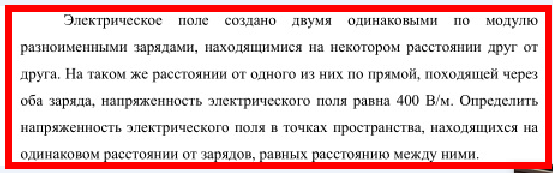 Электрическое поле создано двумя одинаковыми по модулю
разноименными зарядами, находящимися на некотором расстоянии друг от
друга. На таком же расстоянии от одного из них по прямой, походящей через
оба заряда, напряженность электрического поля равна 400 В/м. Определить
напряженность электрического поля в точках пространства, находящихся на
одинаковом расстоянии от зарядов, равных расстоянию между ними.